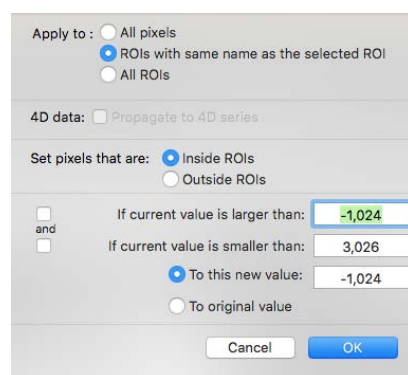 Apply to : All pixels
ROIs with same name as the selected ROI
All ROIs
4D data: Propagate to 4D series
Set pixels that are: Inside ROIs
Outside ROIs
If current value is larger than: -1,024
and
If current value is smaller than: 3,026
To this new value: -1,024
To original value
Cancel OK